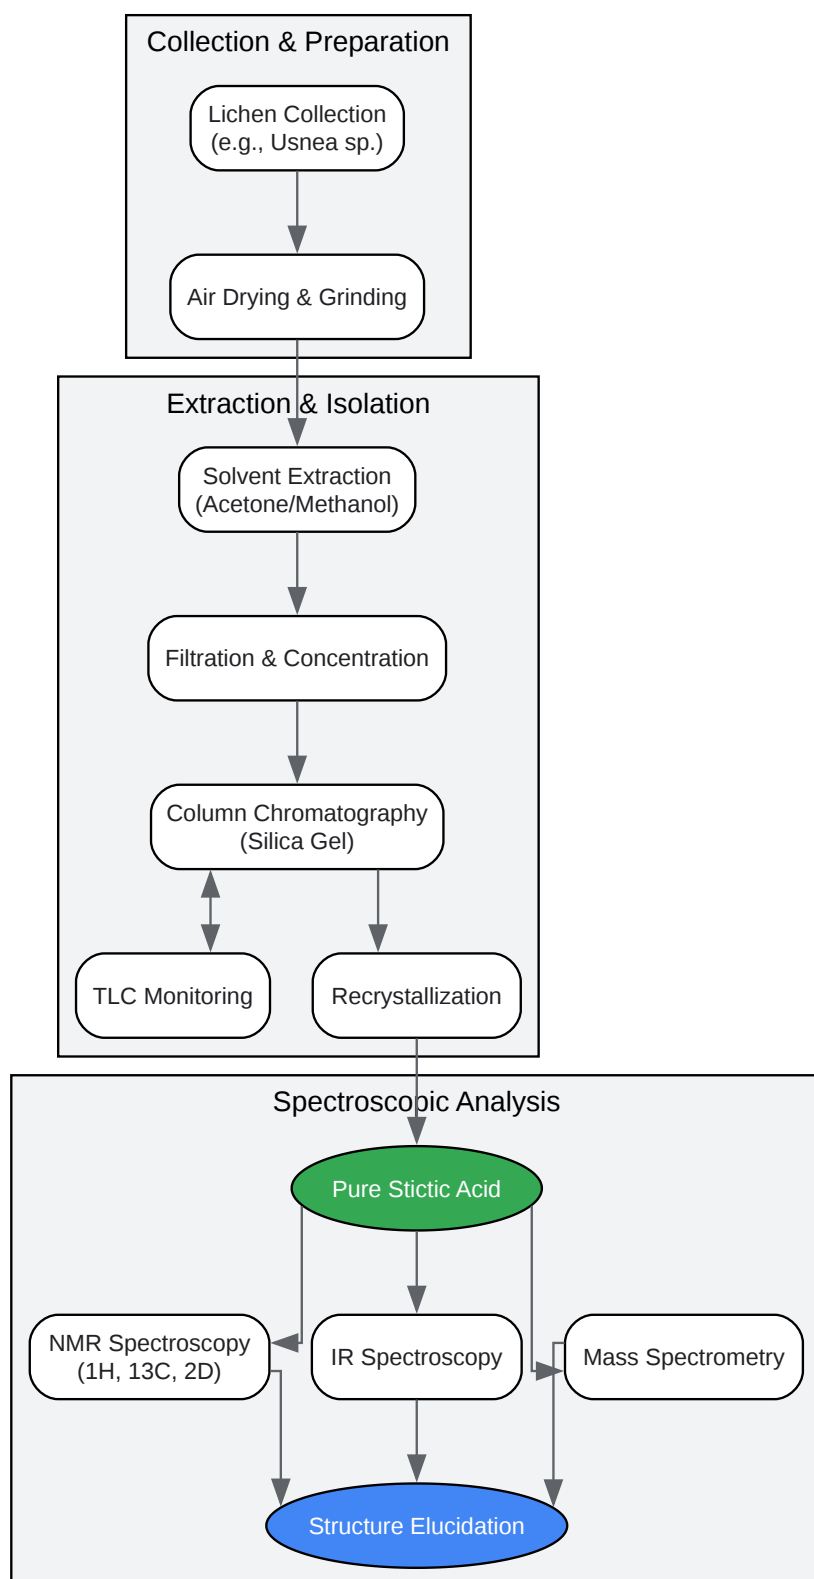 Collection & Preparation
Lichen Collection
(e.g., Usnea sp.)
Air Drying & Grinding
Extraction & Isolation
Solvent Extraction
(Acetone/Methanol)
Filtration & Concentration
Column Chromatography
(Silica Gel)
TLC Monitoring
Recrystallization
Spectroscopic Analysis
Pure Stictic Acid
NMR Spectroscopy
(1H, 13C, 2D)
IR Spectroscopy
Mass Spectrometry
Structure Elucidation